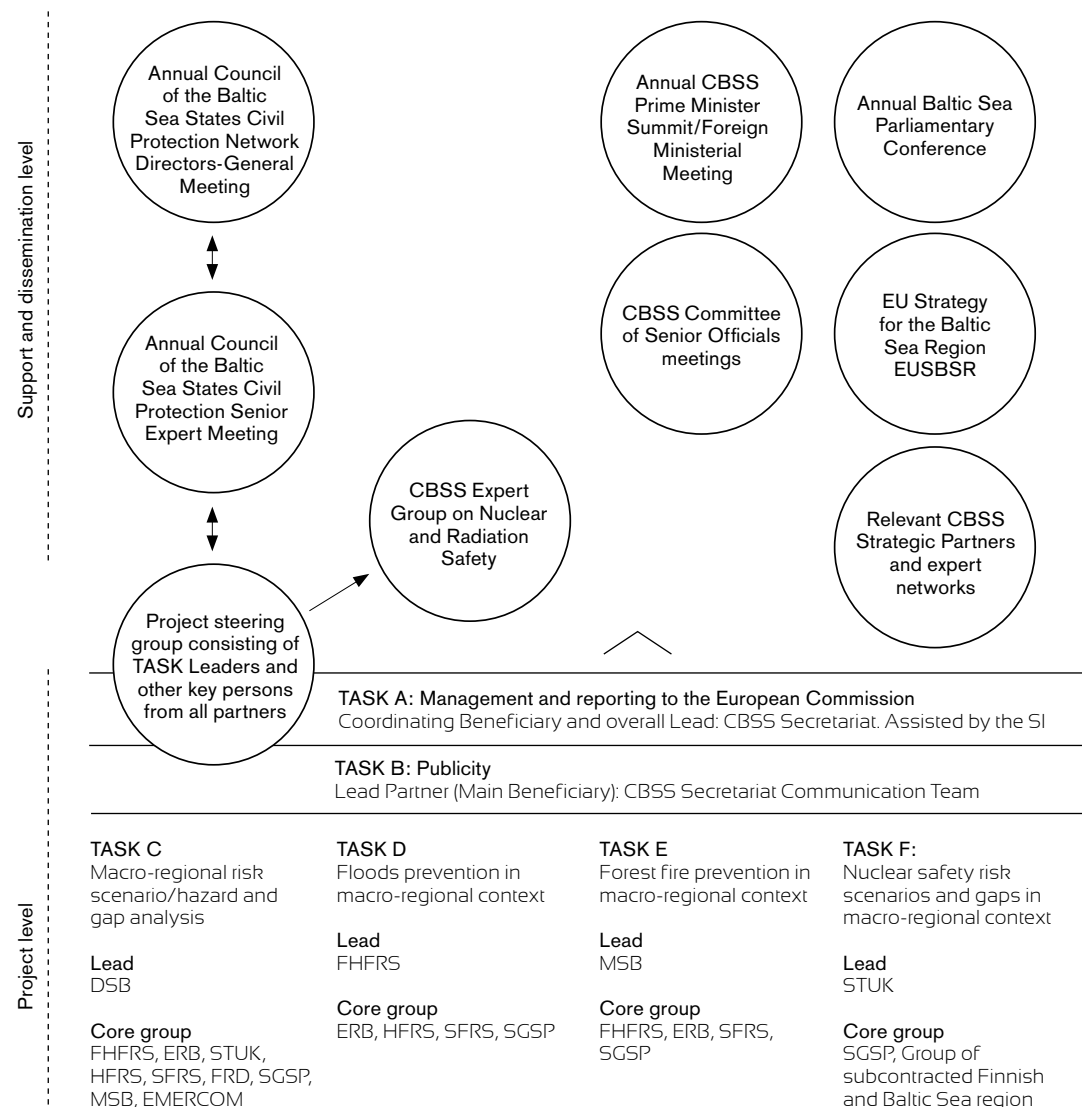 Support and dissemination level
Annual Council
of the Baltic
Sea States Civil
Protection Network
Directors-General
Meeting
Annual CBSS
Prime Minister
Summit/Foreign
Ministerial
Meeting
Annual Baltic Sea
Parliamentary
Conference
Annual Council
of the Baltic
Sea States Civil
Protection Senior
Expert Meeting
CBSS Committee
of Senior Officials
meetings
EU Strategy
for the Baltic
Sea Region
EUSBSR
CBSS Expert
Group on Nuclear
and Radiation
Safety
Relevant CBSS
Strategic Partners
and expert
networks
Project steering
group consisting of
TASK Leaders and
other key persons
from all partners
Project level
TASK A: Management and reporting to the European Commission
Coordinating Beneficiary and overall Lead: CBSS Secretariat. Assisted by the SI
TASK B: Publicity
Lead Partner (Main Beneficiary): CBSS Secretariat Communication Team
TASK C
Macro-regional risk
scenario/hazard and
gap analysis
Lead
DSB
Core group
FHFRS, ERB, STUK,
HFRS, SFRS, FRD, SGSP,
MSB, EMERCOM
TASK D
Floods prevention in
macro-regional context
Lead
FHFRS
Core group
ERB, HFRS, SFRS, SGSP
TASK E
Forest fire prevention in
macro-regional context
Lead
MSB
Core group
FHFRS, ERB, SFRS,
SGSP
TASK F:
Nuclear safety risk
scenarios and gaps in
macro-regional context
Lead
STUK
Core group
SGSP, Group of
subcontracted Finnish
and Baltic Sea region